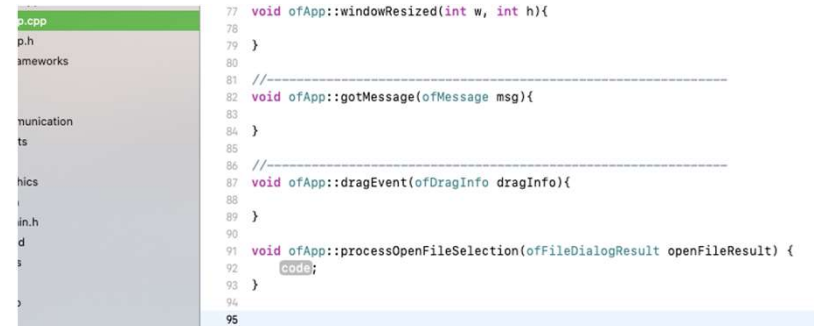 p.cpp
p.h
ameworks
munication
ts
hics
in.h
d
s
77 void ofApp::windowResized(int w, int h){
78
79 }
80
81 //--------------------------------------------------------------
82 void ofApp::gotMessage(ofMessage msg){
83
84 }
85
86 //--------------------------------------------------------------
87 void ofApp::dragEvent(ofDragInfo dragInfo){
88
89 }
90
91 void ofApp::processOpenFileSelection(ofFileDialogResult openFileResult) {
92 code;
93 }
94
95